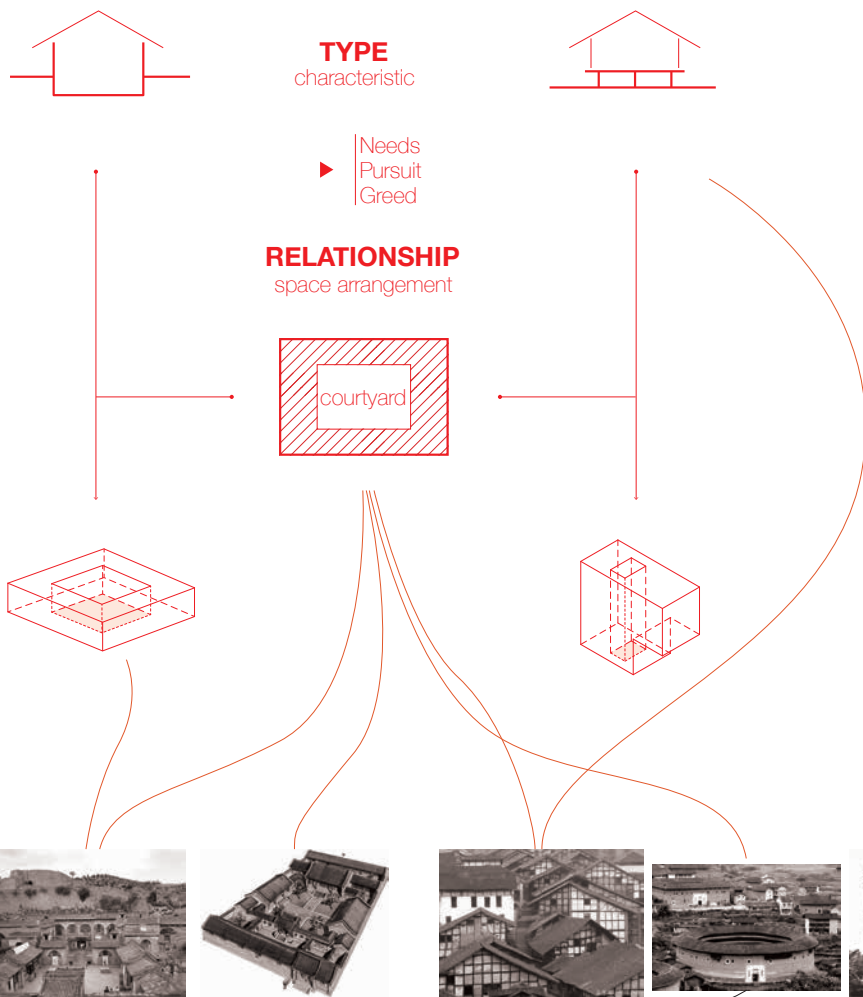 TYPE
characteristic
Needs
Pursuit
Greed
RELATIONSHIP
space arrangement
courtyard